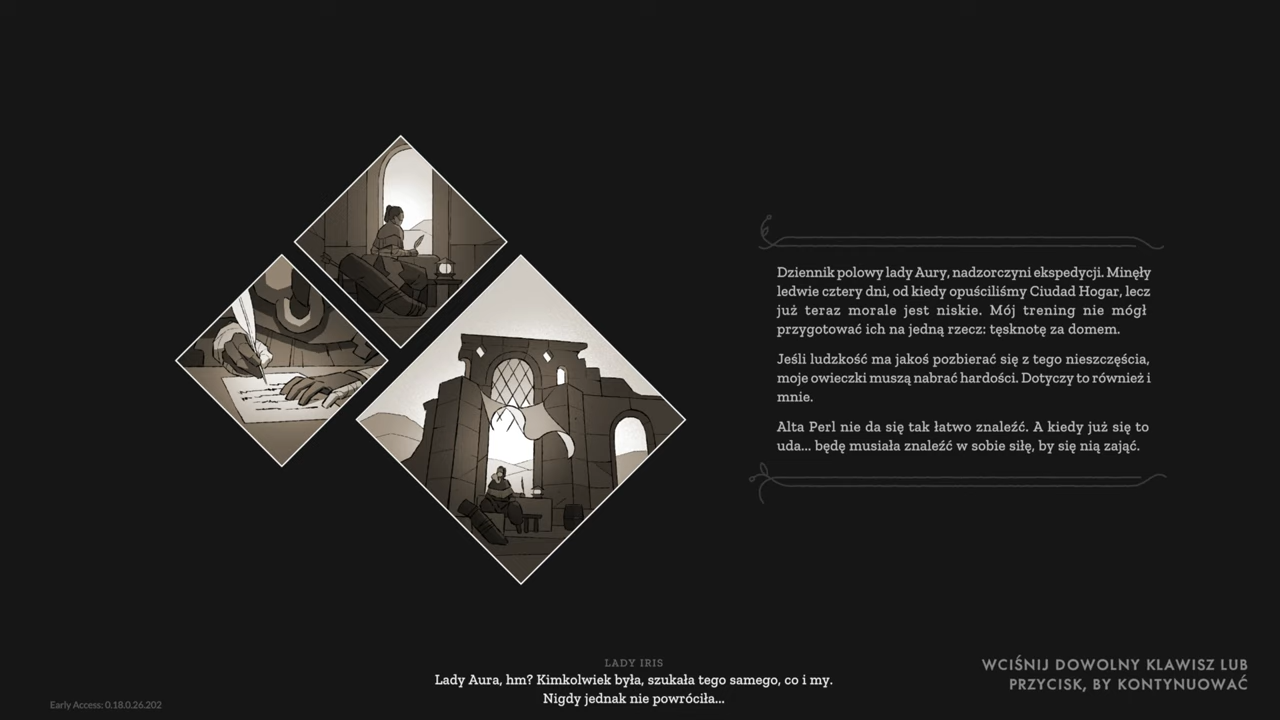 Dziennik polowy lady Aury, nadzorczyni ekspedycji. Minęły
ledwie cztery dni, od kiedy opuściliśmy Ciudad Hogar, lecz
już teraz morale jest niskie. Mój trening nie mógł
przygotować ich na jedną rzecz: tęsknotę za domem.
Jeśli ludzkość ma jakoś pozbierać się z tego nieszczęścia,
moje owieczki muszą nabrać hardości. Dotyczy to również i
mnie.
Alta Perl nie da się tak łatwo znaleźć. A kiedy już się to
uda... będę musiała znaleźć w sobie siłę, by się nią zająć.
LADY IRIS
Lady Aura, hm? Kimkolwiek była, szukała tego samego, co i my.
Nigdy jednak nie powróciła...
WCIŚNIJ DOWOLNY KLAWISZ LUB
PRZYCISK, BY KONTYNUOWAĆ
Early Access: 0.18.0.26.202